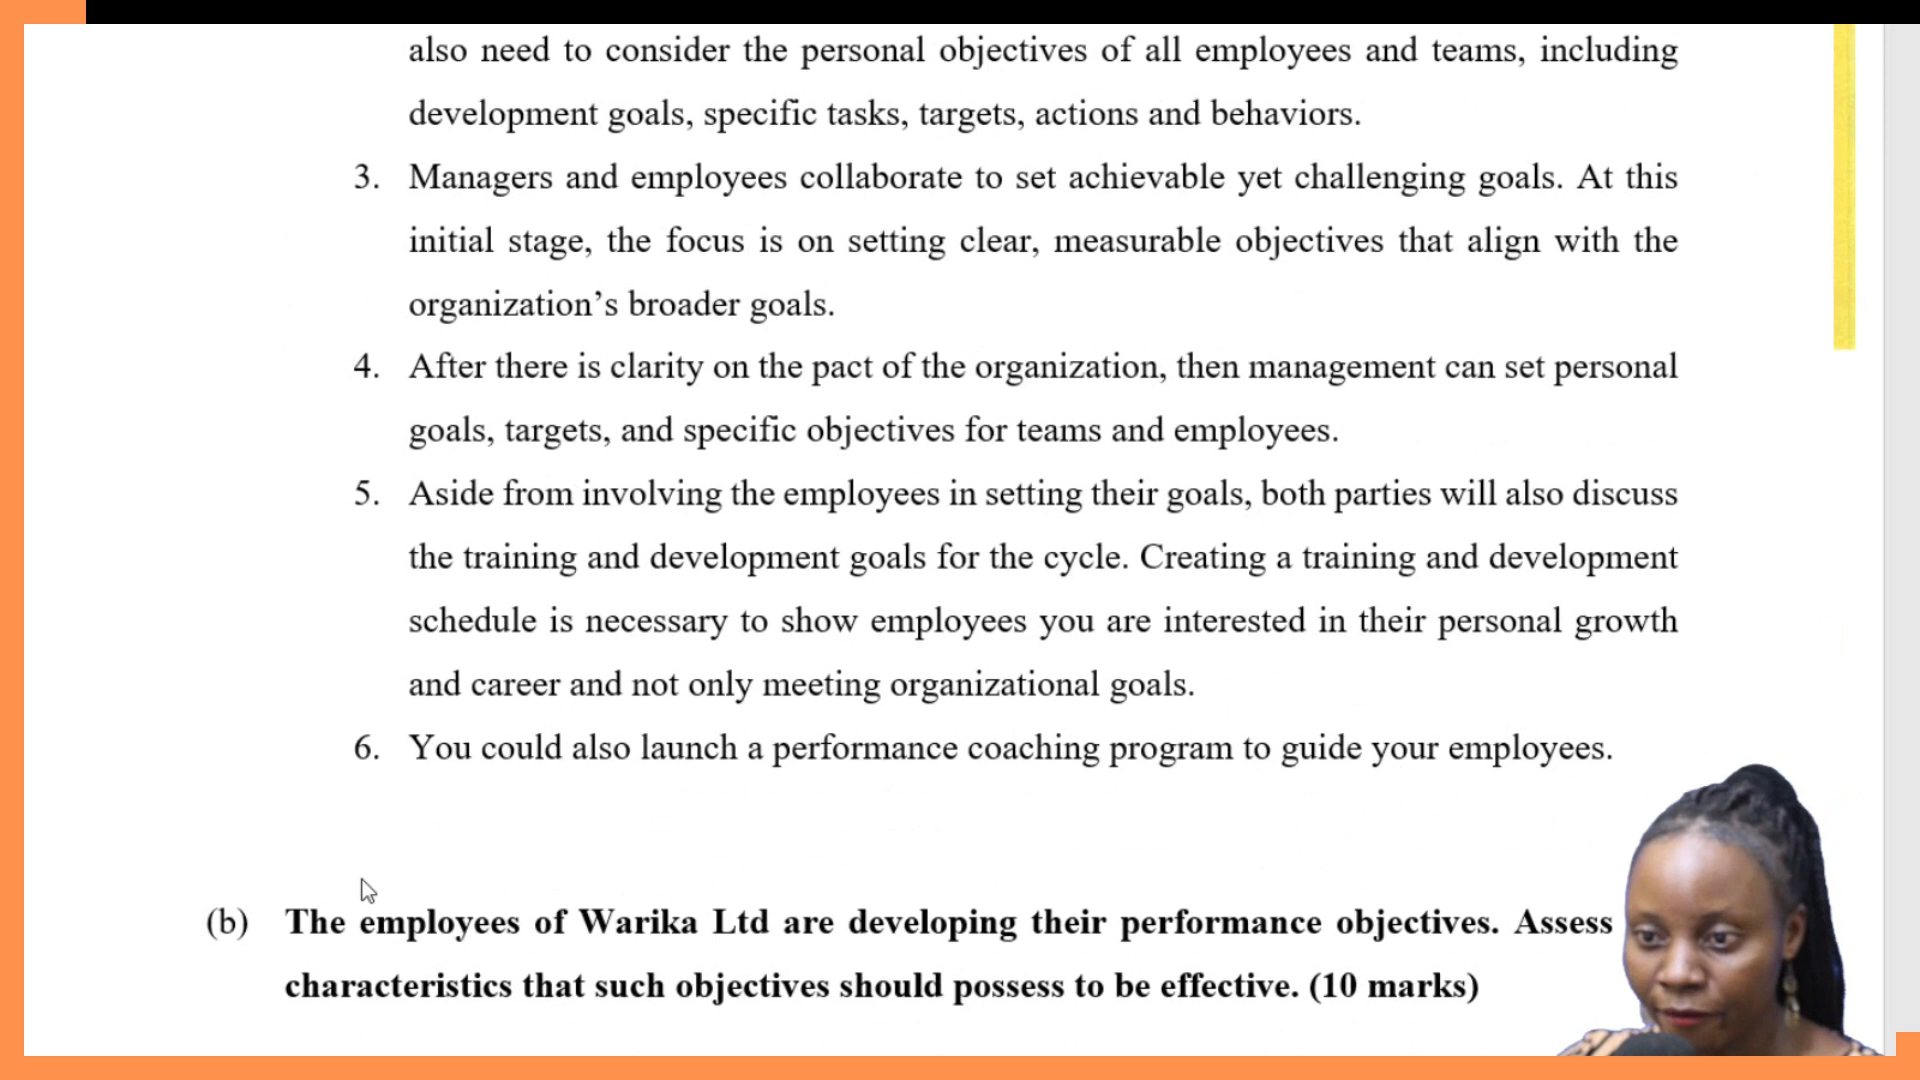 also need to consider the personal objectives of all employees and teams, including
development goals, specific tasks, targets, actions and behaviors.
3. Managers and employees collaborate to set achievable yet challenging goals. At this
initial stage, the focus is on setting clear, measurable objectives that align with the
organization’s broader goals.
4. After there is clarity on the pact of the organization, then management can set personal
goals, targets, and specific objectives for teams and employees.
5. Aside from involving the employees in setting their goals, both parties will also discuss
the training and development goals for the cycle. Creating a training and development
schedule is necessary to show employees you are interested in their personal growth
and career and not only meeting organizational goals.
6. You could also launch a performance coaching program to guide your employees.
(b) The employees of Warika Ltd are developing their performance objectives. Assess
characteristics that such objectives should possess to be effective. (10 marks)